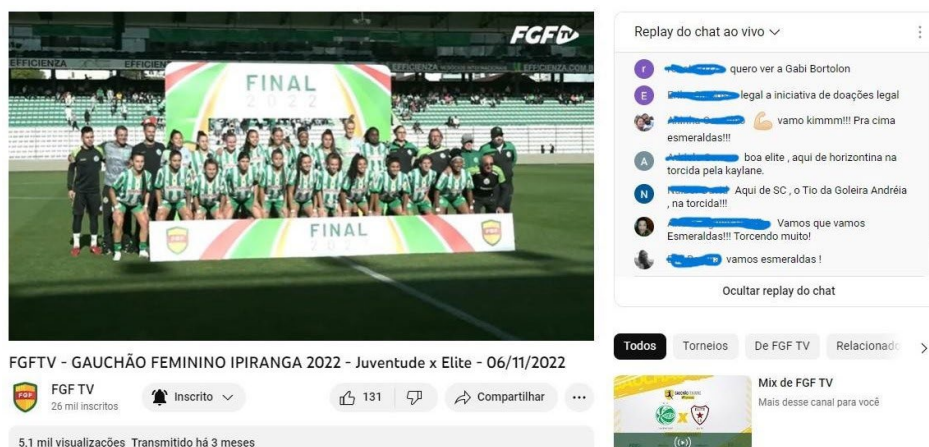 FGFTV
EFFICIENZA EFFICIEN EFFICIENZA.COM.B
FINAL
2022
FINAL
2022
FGFTV - GAUCHÃO FEMININO IPIRANGA 2022 - Juventude x Elite - 06/11/2022
FGF
FGF TV
26 mil inscritos
Inscrito
131
Compartilhar
5,1 mil visualizações Transmitido há 3 meses
Replay do chat ao vivo
r quero ver a Gabi Bortolon
E legal a iniciativa de doações legal
💪 vamo kimmm!!! Pra cima
esmeraldas!!!
A boa elite , aqui de horizontina na
torcida pela kaylane.
N Aqui de SC , o Tio da Goleira Andréia
, na torcida!!!
Vamos que vamos
Esmeraldas!!! Torcendo muito!
vamos esmeraldas !
Ocultar replay do chat
Todos Torneios De FGF TV Relacionado
Mix de FGF TV
Mais desse canal para você
X